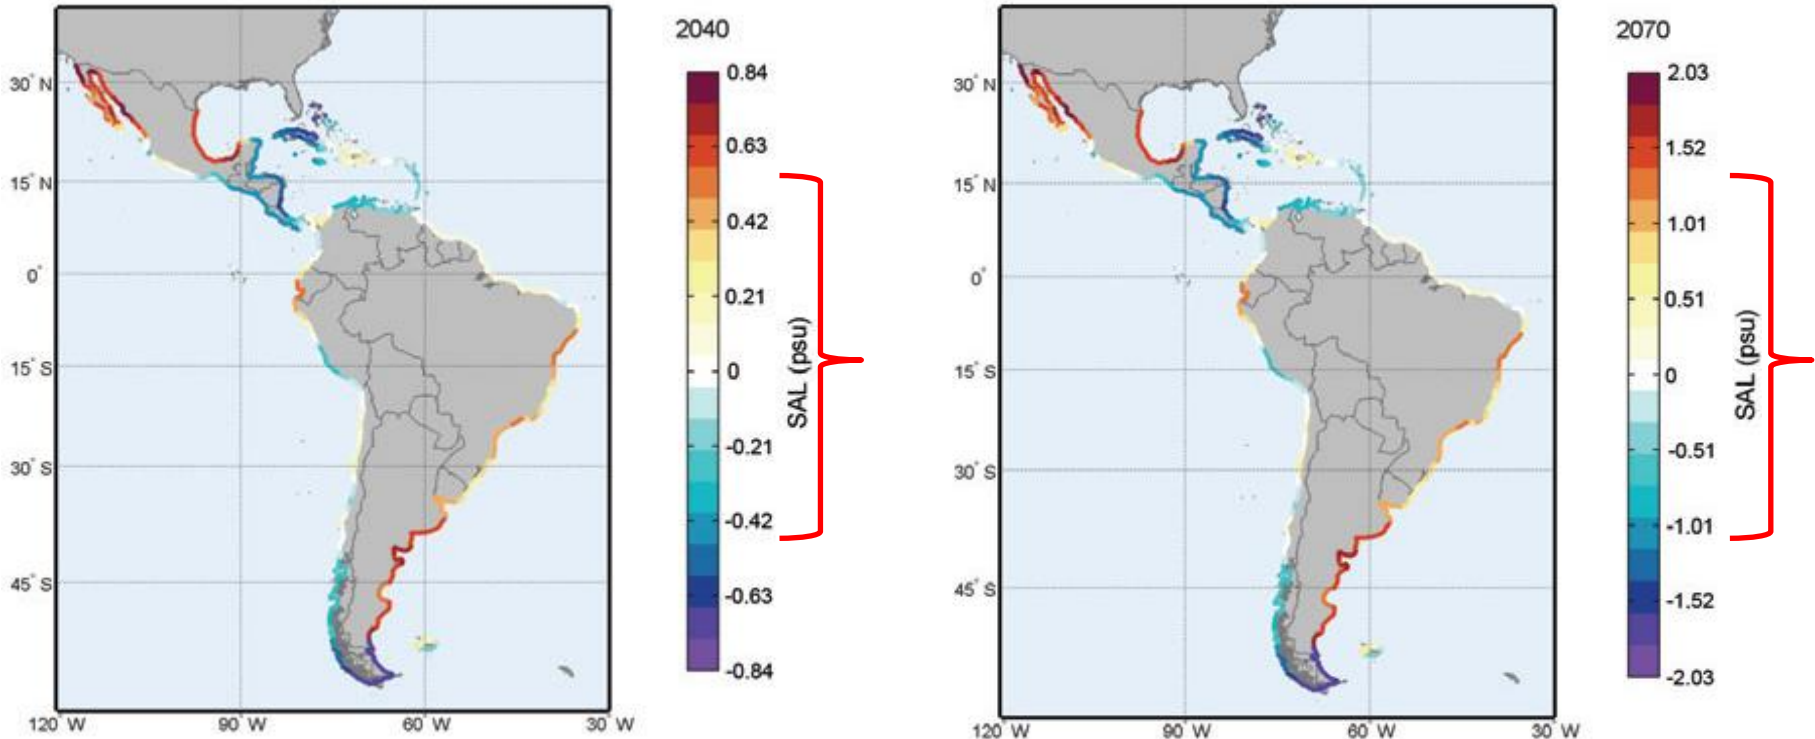 2040
0.84
0.63
0.42
0.21
0
-0.21
-0.42
-0.63
-0.84
SAL (psu)
30° N
15° N
0°
15° S
30° S
45° S
120° W
90° W
60° W
30° W
2070
2.03
1.52
1.01
0.51
0
-0.51
-1.01
-1.52
-2.03
SAL (psu)
30° N
15° N
0°
15° S
30° S
45° S
120° W
90° W
60° W
30° W